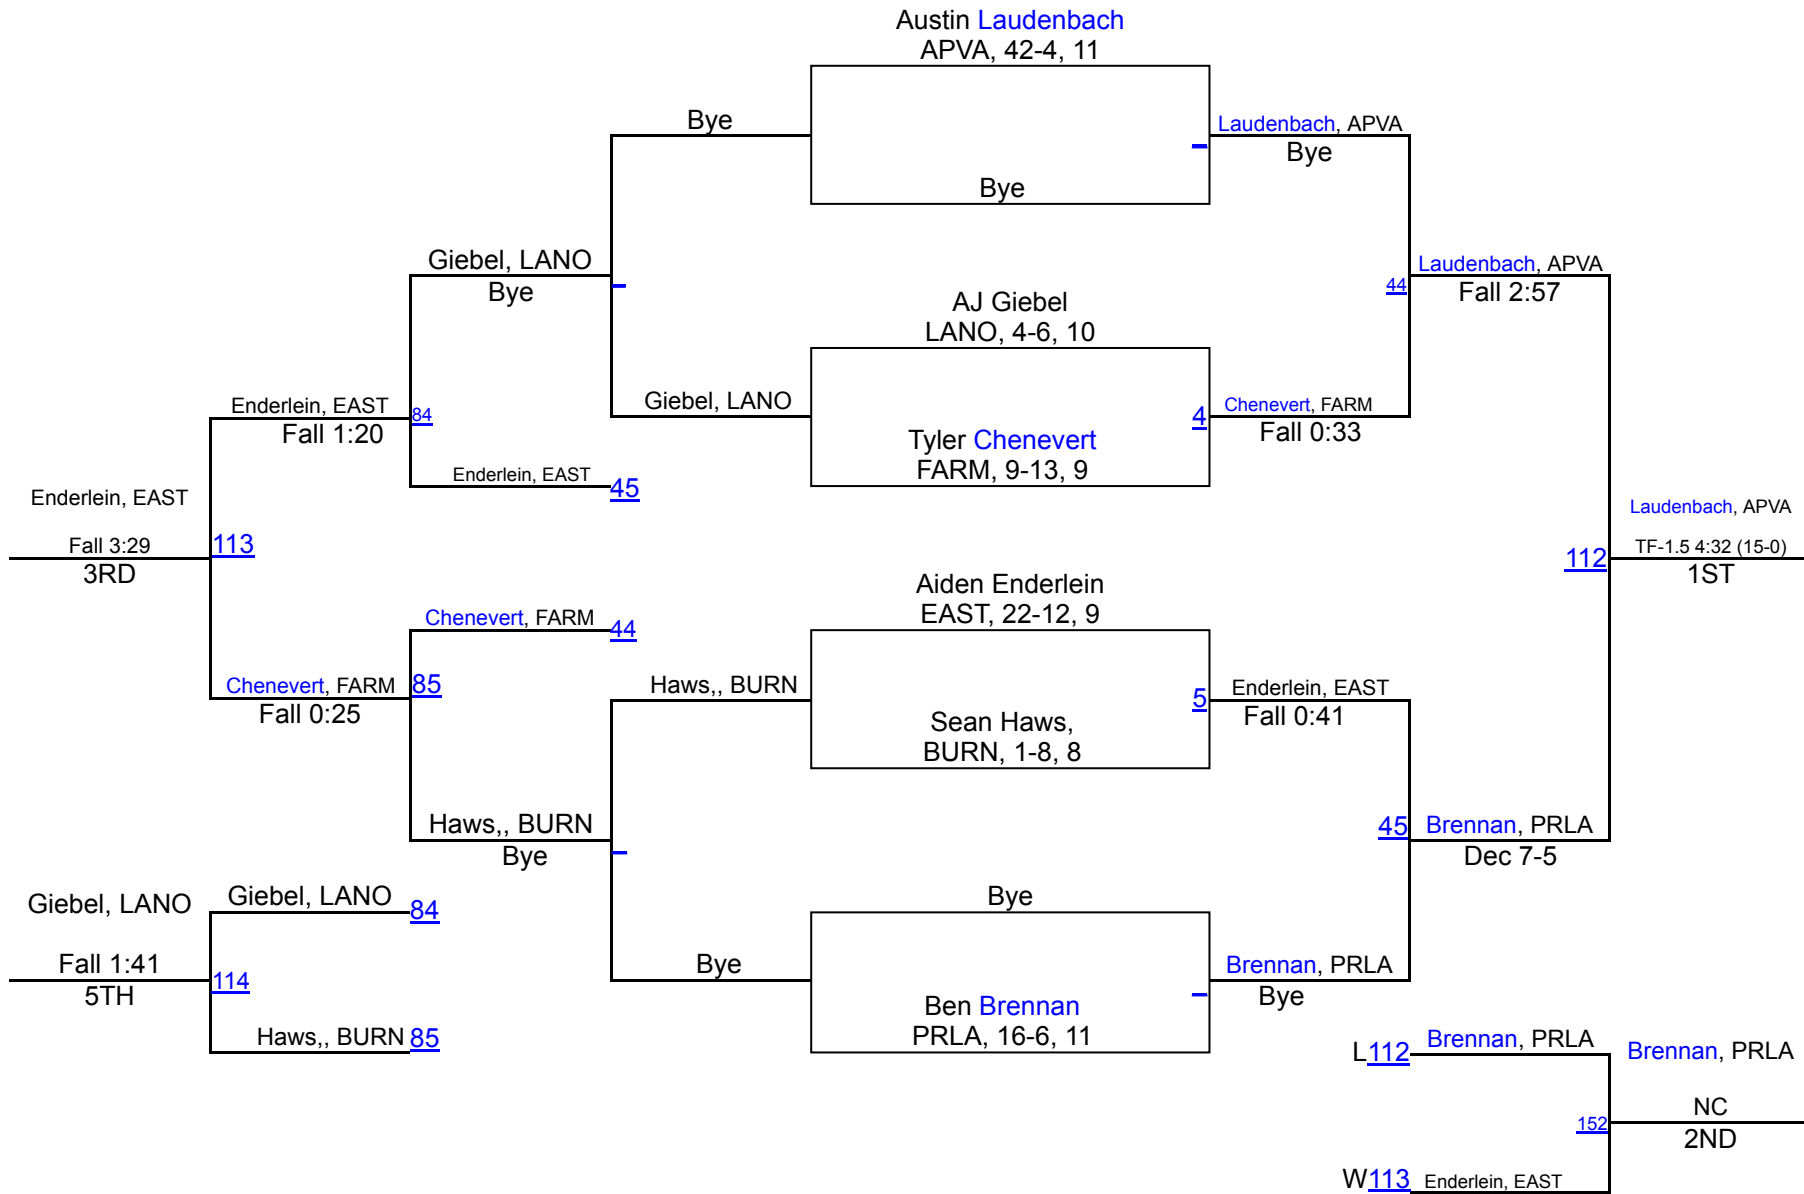 Austin Laudenbach
APVA, 42-4, 11
Bye
Laudenbach, APVA
Bye
Bye
Giebel, LANO
Bye
Laudenbach, APVA
44
Fall 2:57
AJ Giebel
LANO, 4-6, 10
Giebel, LANO
Enderlein, EAST
84
Fall 1:20
4
Chenevert, FARM
Fall 0:33
Tyler Chenevert
FARM, 9-13, 9
Enderlein, EAST
45
Enderlein, EAST
Fall 3:29
113
3RD
Laudenbach, APVA
112
TF-1.5 4:32 (15-0)
1ST
Aiden Enderlein
EAST, 22-12, 9
Chenevert, FARM
44
Chenevert, FARM
85
Fall 0:25
Haws,, BURN
5
Enderlein, EAST
Fall 0:41
Sean Haws,
BURN, 1-8, 8
Haws,, BURN
Bye
45
Brennan, PRLA
Dec 7-5
Giebel, LANO
Giebel, LANO
84
Fall 1:41
114
5TH
Haws,, BURN
85
Bye
Bye
Brennan, PRLA
Bye
Ben Brennan
PRLA, 16-6, 11
L112
Brennan, PRLA
Brennan, PRLA
NC
152
2ND
W113
Enderlein, EAST